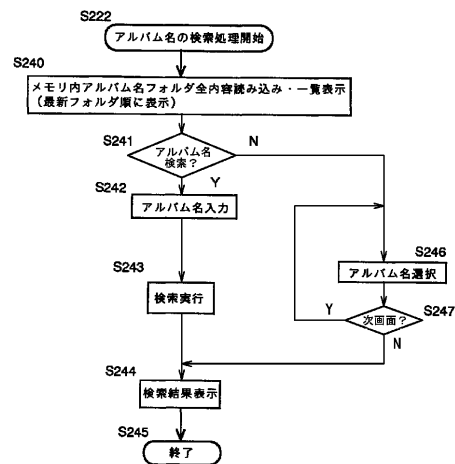 S222
アルバム名の検索処理開始
S240
メモリ内アルバム名フォルダ全内容読み込み・一覧表示
(最新フォルダ順に表示)
S241
アルバム名
検索?
N
Y
S242
アルバム名入力
S243
検索実行
S246
アルバム名選択
S247
次画面?
Y
N
S244
検索結果表示
S245
終了